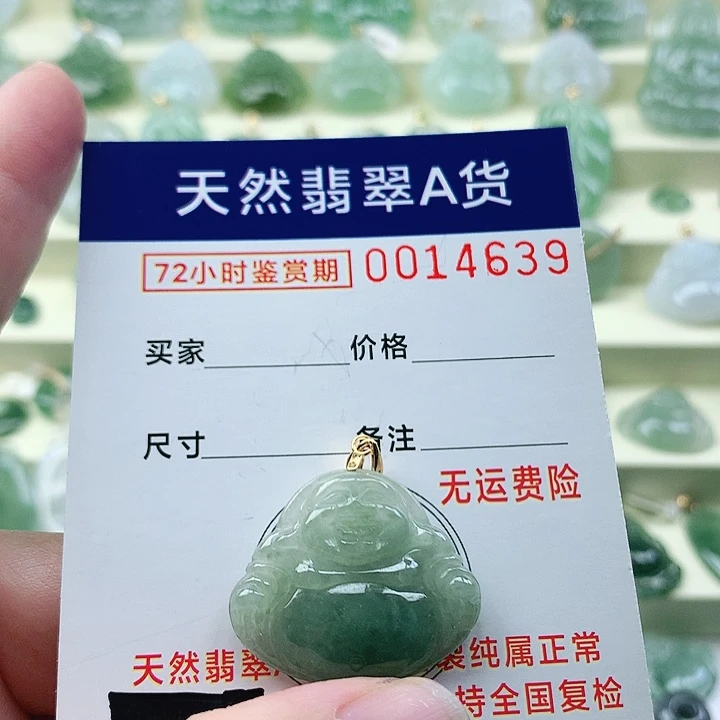 天然翡翠A货
72小时鉴赏期 0014639
买家 价格
尺寸 备注
无运费险
天然翡翠 纯属正常
持全国复检